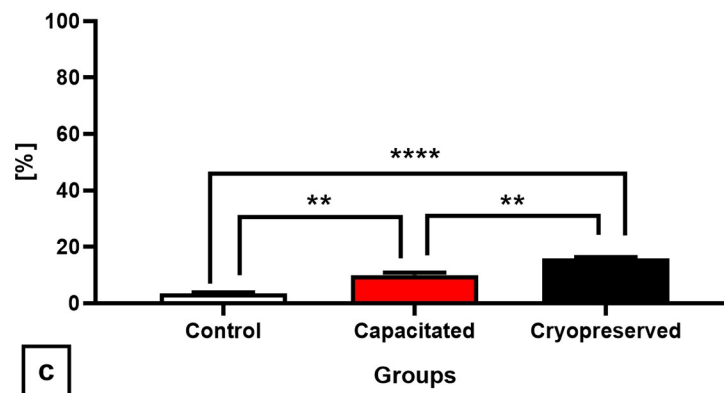 100
80
60
40
20
0
[%]
****
**
**
Control
Capacitated
Cryopreserved
Groups
c